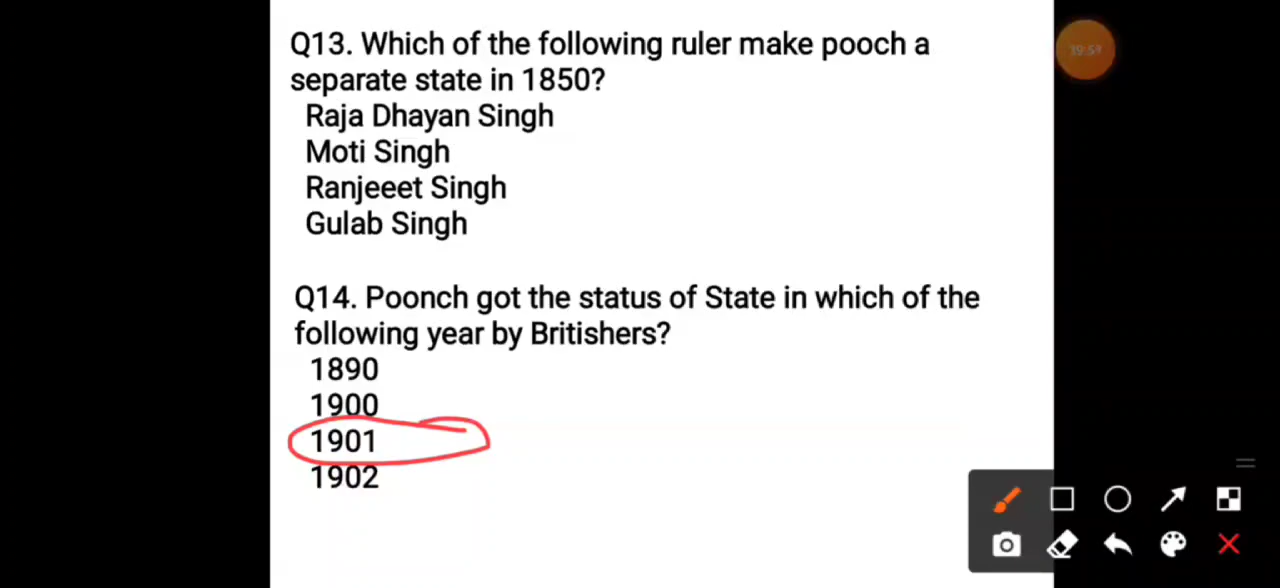 Q13. Which of the following ruler make pooch a
separate state in 1850?
Raja Dhayan Singh
Moti Singh
Ranjeeet Singh
Gulab Singh
Q14. Poonch got the status of State in which of the
following year by Britishers?
1890
1900
1901
1902